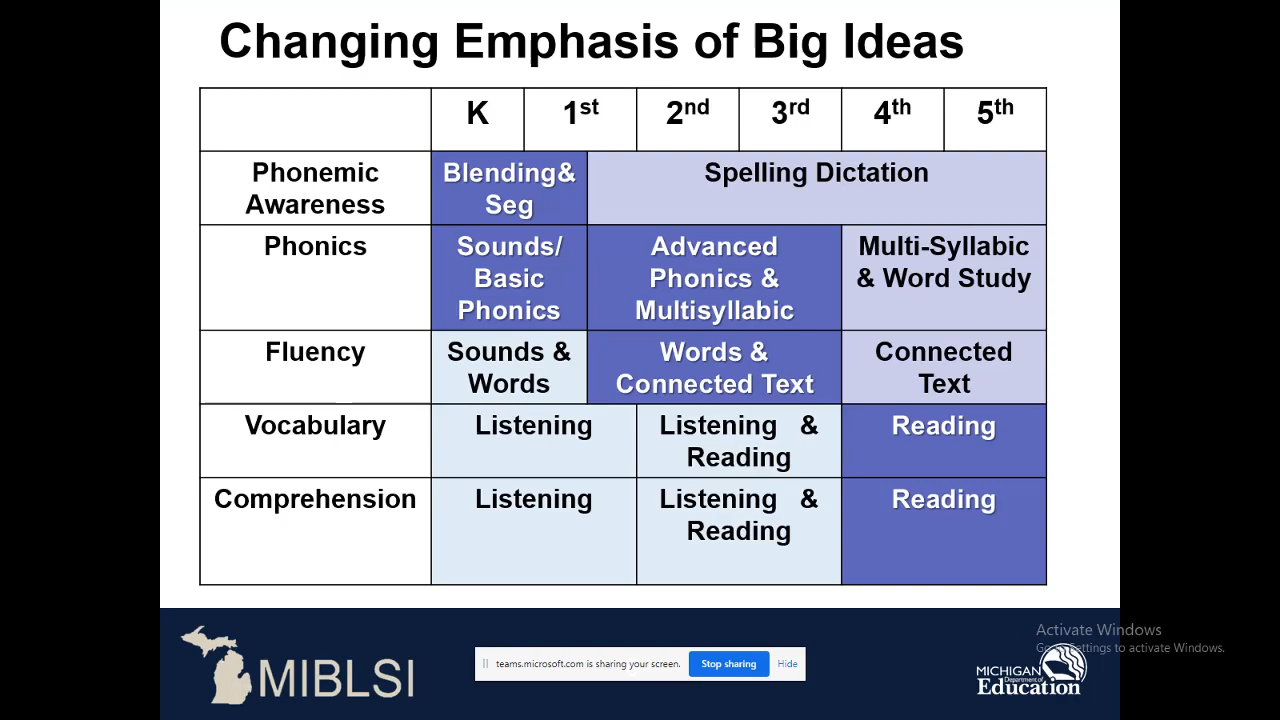 Changing Emphasis of Big Ideas
K 1st 2nd 3rd 4th 5th
Phonemic
Awareness
Blending&
Seg
Spelling Dictation
Phonics
Sounds/
Basic
Phonics
Advanced
Phonics &
Multisyllabic
Multi-Syllabic
& Word Study
Fluency
Sounds &
Words
Words &
Connected Text
Connected
Text
Vocabulary
Listening
Listening &
Reading
Reading
Comprehension
Listening
Listening &
Reading
Reading
MIBLSI
teams.microsoft.com is sharing your screen.
Stop sharing
Hide
Activate Windows
Settings to activate Windows.
MICHIGAN
Department of
Education